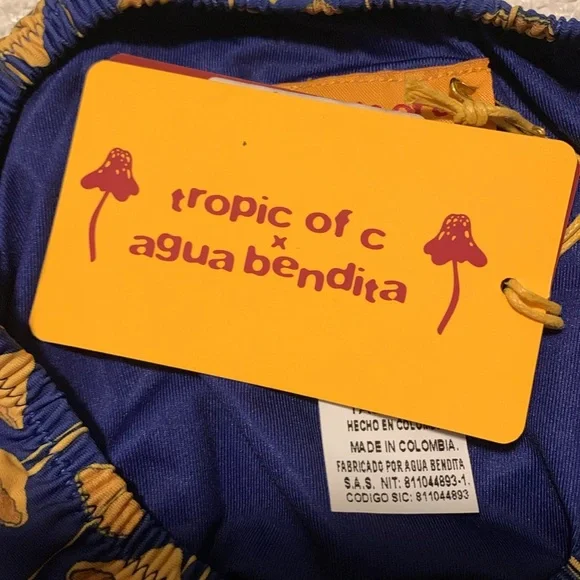 tropic of c
x
agua bendita
HECHO EN COLOMBIA
MADE IN COLOMBIA.
FABRICADO POR AGUA BENDITA
S.A.S. NIT: 811044893-1.
CODIGO SIC: 811044893